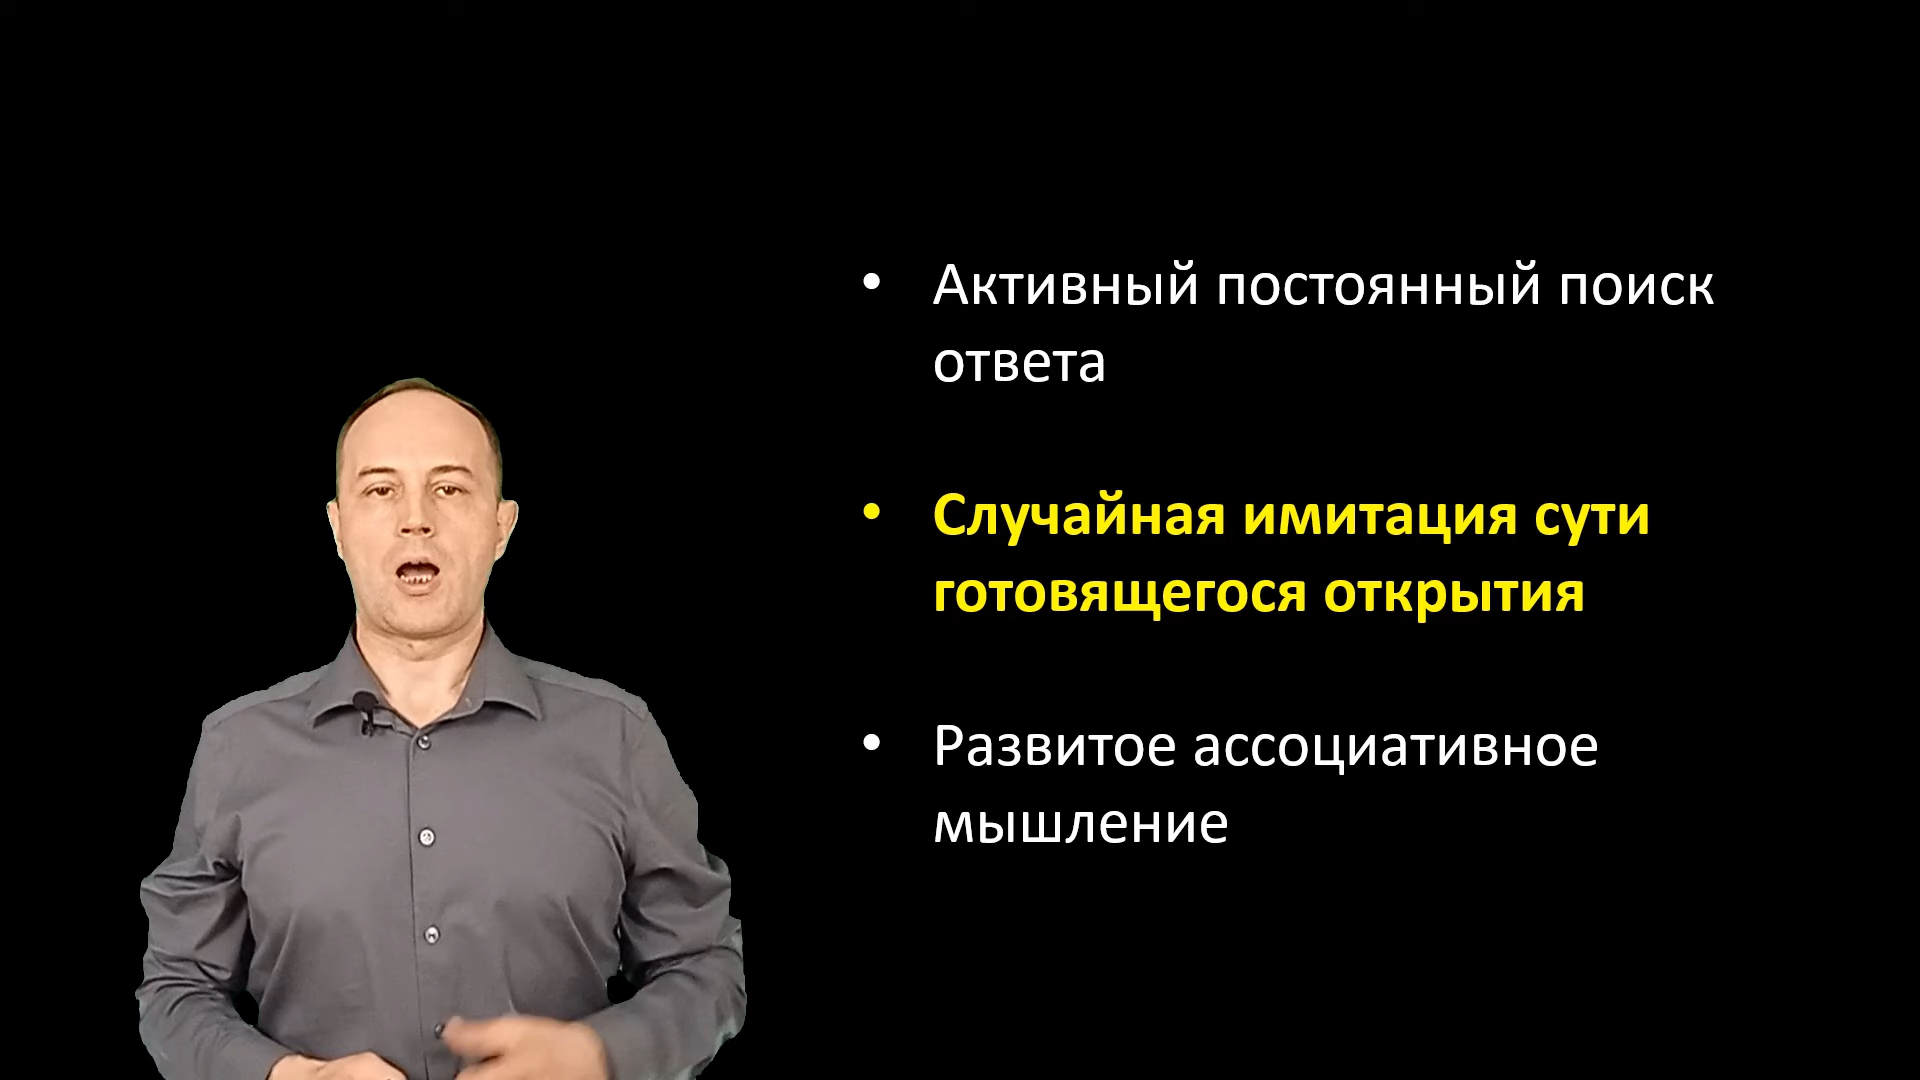 • Активный постоянный поиск
ответа
• Случайная имитация сути
готовящегося открытия
• Развитое ассоциативное
мышление